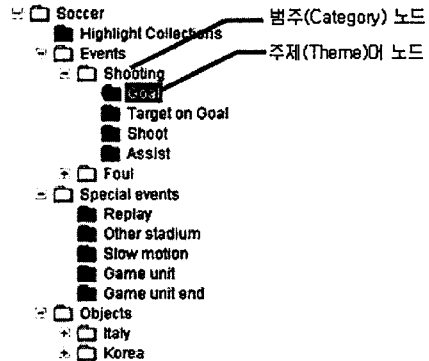 Soccer
범주(Category) 노드
Highlight Collections
Events
주제(Theme)어 노드
Shooting
Goal
Target on Goal
Shoot
Assist
Foul
Special events
Replay
Other stadium
Slow motion
Game unit
Game unit end
Objects
Italy
Korea